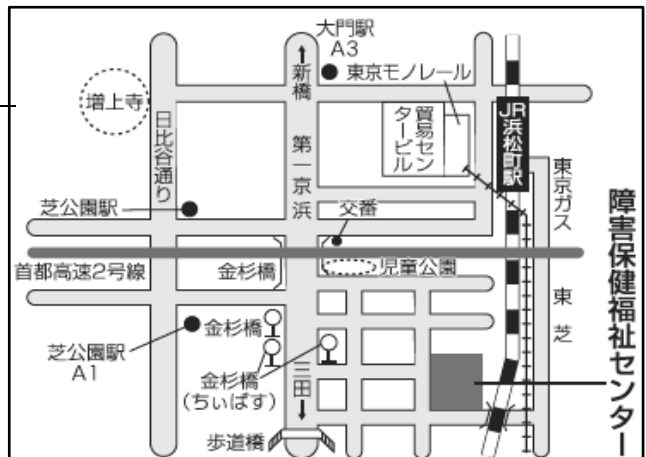 大門駅
A3
新橋
東京モノレール
増上寺
日比谷通り
第一京浜
貿易セン
タービル
JR浜松町駅
東京ガス
芝公園駅
交番
首都高速2号線
金杉橋
児童公園
東芝
障害保健福祉センター
芝公園駅
A1
金杉橋
金杉橋
(ちぃばす)
三田
歩道橋